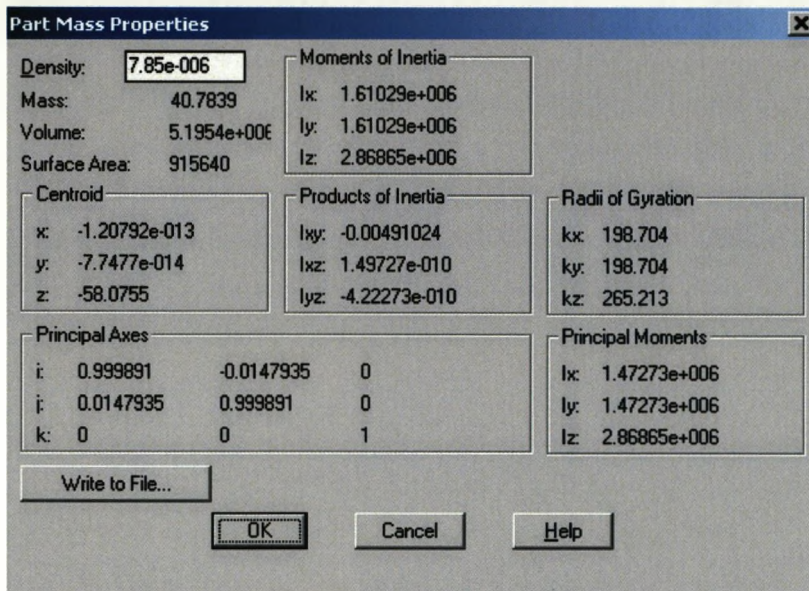 Part Mass Properties
Density: 7.85e-006
Mass: 40.7839
Volume: 5.1954e+006
Surface Area: 915640
Moments of Inertia
Ix: 1.61029e+006
Iy: 1.61029e+006
Iz: 2.86865e+006
Centroid
x: -1.20792e-013
y: -7.7477e-014
z: -58.0755
Products of Inertia
Ixy: -0.00491024
Ixz: 1.49727e-010
Iyz: -4.22273e-010
Radii of Gyration
kx: 198.704
ky: 198.704
kz: 265.213
Principal Axes
i: 0.999891 -0.0147935 0
j: 0.0147935 0.999891 0
k: 0 0 1
Principal Moments
Ix: 1.47273e+006
Iy: 1.47273e+006
Iz: 2.86865e+006
Write to File...
OK Cancel Help